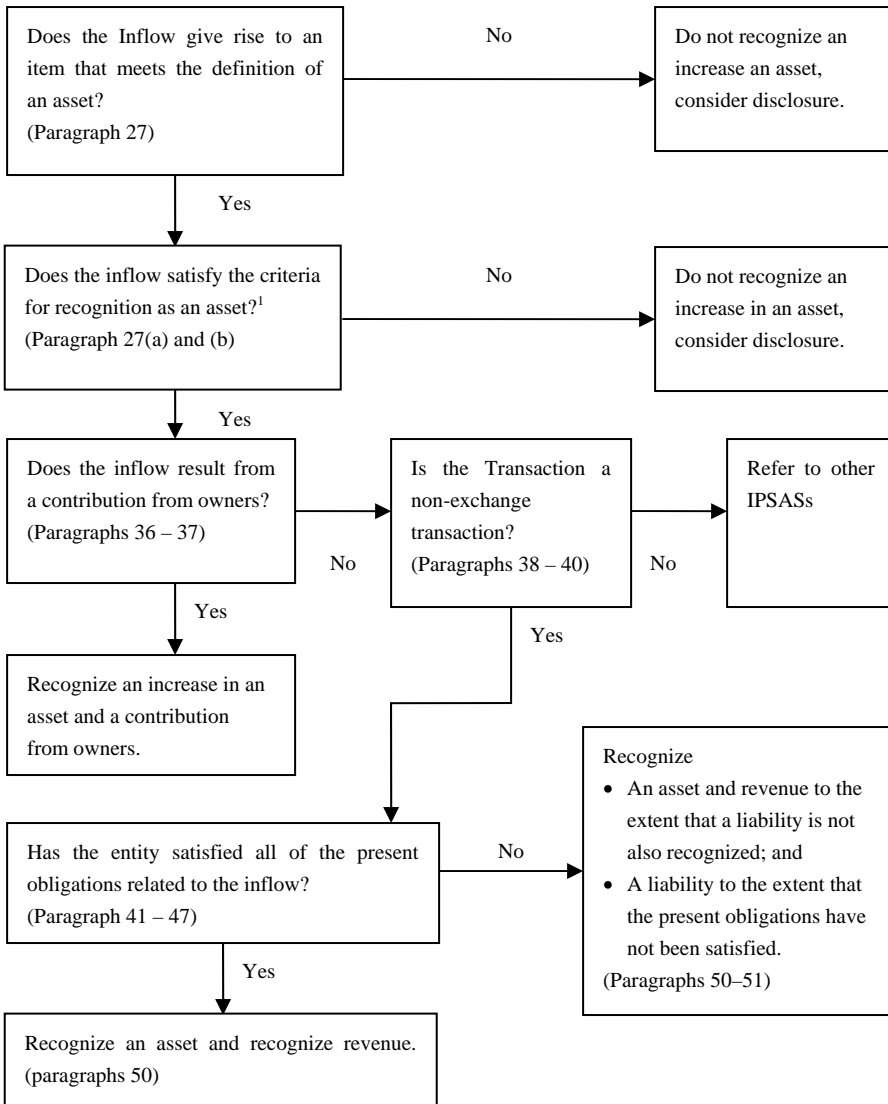 Does the Inflow give rise to an
item that meets the definition of
an asset?
(Paragraph 27)
No
Do not recognize an
increase an asset,
consider disclosure.
Yes
Does the inflow satisfy the criteria
for recognition as an asset?1
(Paragraph 27(a) and (b)
No
Do not recognize an
increase in an asset,
consider disclosure.
Yes
Does the inflow result from
a contribution from owners?
(Paragraphs 36 – 37)
No
Is the Transaction a
non-exchange
transaction?
(Paragraphs 38 – 40)
No
Refer to other
IPSASs
Yes
Recognize an increase in an
asset and a contribution
from owners.
Yes
Has the entity satisfied all of the present
obligations related to the inflow?
(Paragraph 41 – 47)
No
Recognize
• An asset and revenue to the
extent that a liability is not
also recognized; and
• A liability to the extent that
the present obligations have
not been satisfied.
(Paragraphs 50–51)
Yes
Recognize an asset and recognize revenue.
(paragraphs 50)